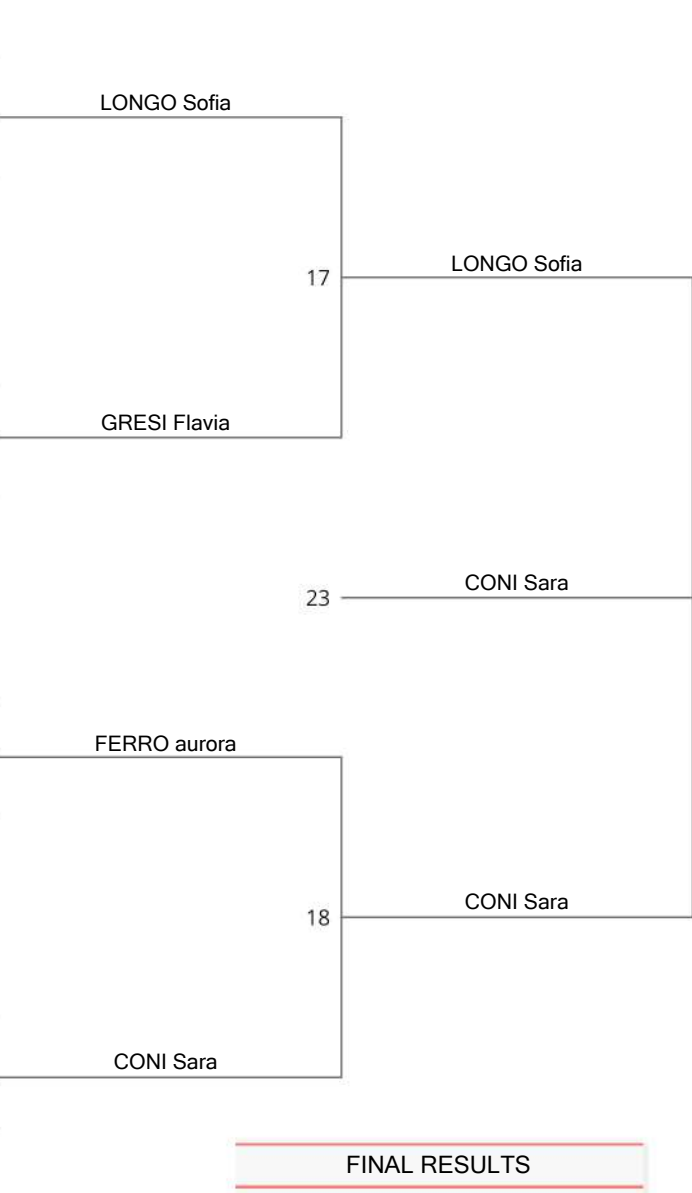 LONGO Sofia
17
LONGO Sofia
GRESI Flavia
23
CONI Sara
FERRO aurora
18
CONI Sara
CONI Sara
FINAL RESULTS